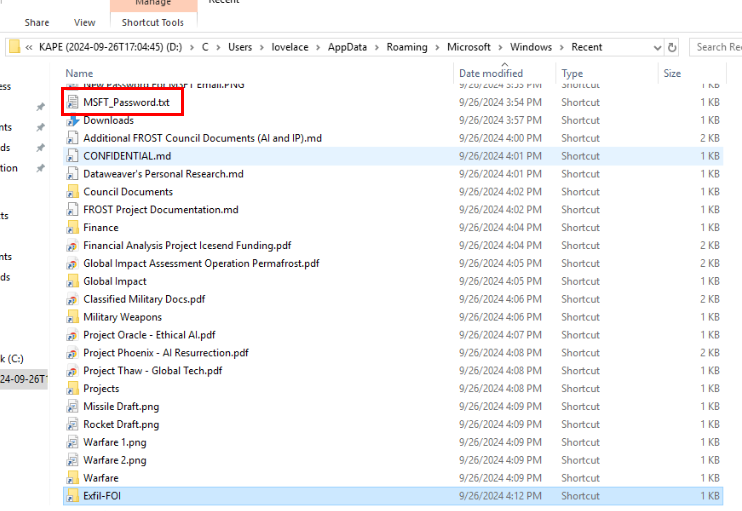 Manage Recent
Share View Shortcut Tools
« KAPE (2024-09-26T17:04:45) (D:) > C > Users > lovelace > AppData > Roaming > Microsoft > Windows > Recent Search Rec
Name Date modified Type Size
New Password For MSFT Email.PNG 9/26/2024 3:53 PM Shortcut 1 KB
MSFT_Password.txt 9/26/2024 3:54 PM Shortcut 1 KB
Downloads 9/26/2024 3:57 PM Shortcut 1 KB
Additional FROST Council Documents (AI and IP).md 9/26/2024 4:00 PM Shortcut 2 KB
CONFIDENTIAL.md 9/26/2024 4:01 PM Shortcut 1 KB
Dataweaver's Personal Research.md 9/26/2024 4:01 PM Shortcut 1 KB
Council Documents 9/26/2024 4:02 PM Shortcut 1 KB
FROST Project Documentation.md 9/26/2024 4:02 PM Shortcut 1 KB
Finance 9/26/2024 4:04 PM Shortcut 1 KB
Financial Analysis Project Icesend Funding.pdf 9/26/2024 4:04 PM Shortcut 2 KB
Global Impact Assessment Operation Permafrost.pdf 9/26/2024 4:05 PM Shortcut 2 KB
Global Impact 9/26/2024 4:05 PM Shortcut 1 KB
Classified Military Docs.pdf 9/26/2024 4:06 PM Shortcut 2 KB
Military Weapons 9/26/2024 4:06 PM Shortcut 1 KB
Project Oracle - Ethical AI.pdf 9/26/2024 4:07 PM Shortcut 1 KB
Project Phoenix - AI Resurrection.pdf 9/26/2024 4:08 PM Shortcut 2 KB
Project Thaw - Global Tech.pdf 9/26/2024 4:08 PM Shortcut 1 KB
Projects 9/26/2024 4:08 PM Shortcut 1 KB
Missile Draft.png 9/26/2024 4:09 PM Shortcut 1 KB
Rocket Draft.png 9/26/2024 4:09 PM Shortcut 1 KB
Warfare 1.png 9/26/2024 4:09 PM Shortcut 1 KB
Warfare 2.png 9/26/2024 4:09 PM Shortcut 1 KB
Warfare 9/26/2024 4:09 PM Shortcut 1 KB
Exfil-FOI 9/26/2024 4:12 PM Shortcut 1 KB
ess
nts
ds
tion
ts
nts
ds
k (C:)
24-09-26T1